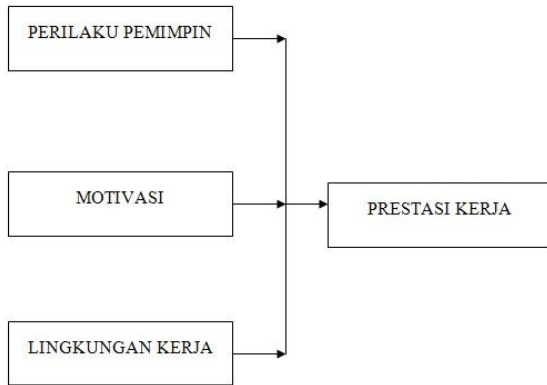 PERILAKU PEMIMPIN
MOTIVASI
PRESTASI KERJA
LINGKUNGAN KERJA